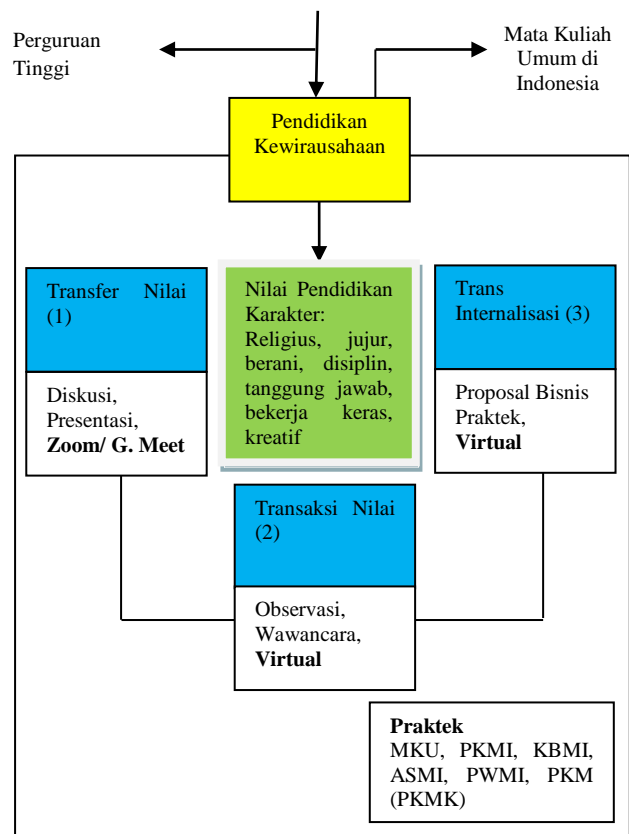 Perguruan
Tinggi
Mata Kuliah
Umum di
Indonesia
Pendidikan
Kewirausahaan
Transfer Nilai
(1)
Diskusi,
Presentasi,
Zoom/ G. Meet
Nilai Pendidikan
Karakter:
Religius, jujur,
berani, disiplin,
tanggung jawab,
bekerja keras,
kreatif
Trans
Internalisasi (3)
Proposal Bisnis
Praktek,
Virtual
Transaksi Nilai
(2)
Observasi,
Wawancara,
Virtual
Praktek
MKU, PKMI, KBMI,
ASMI, PWMI, PKM
(PKMK)